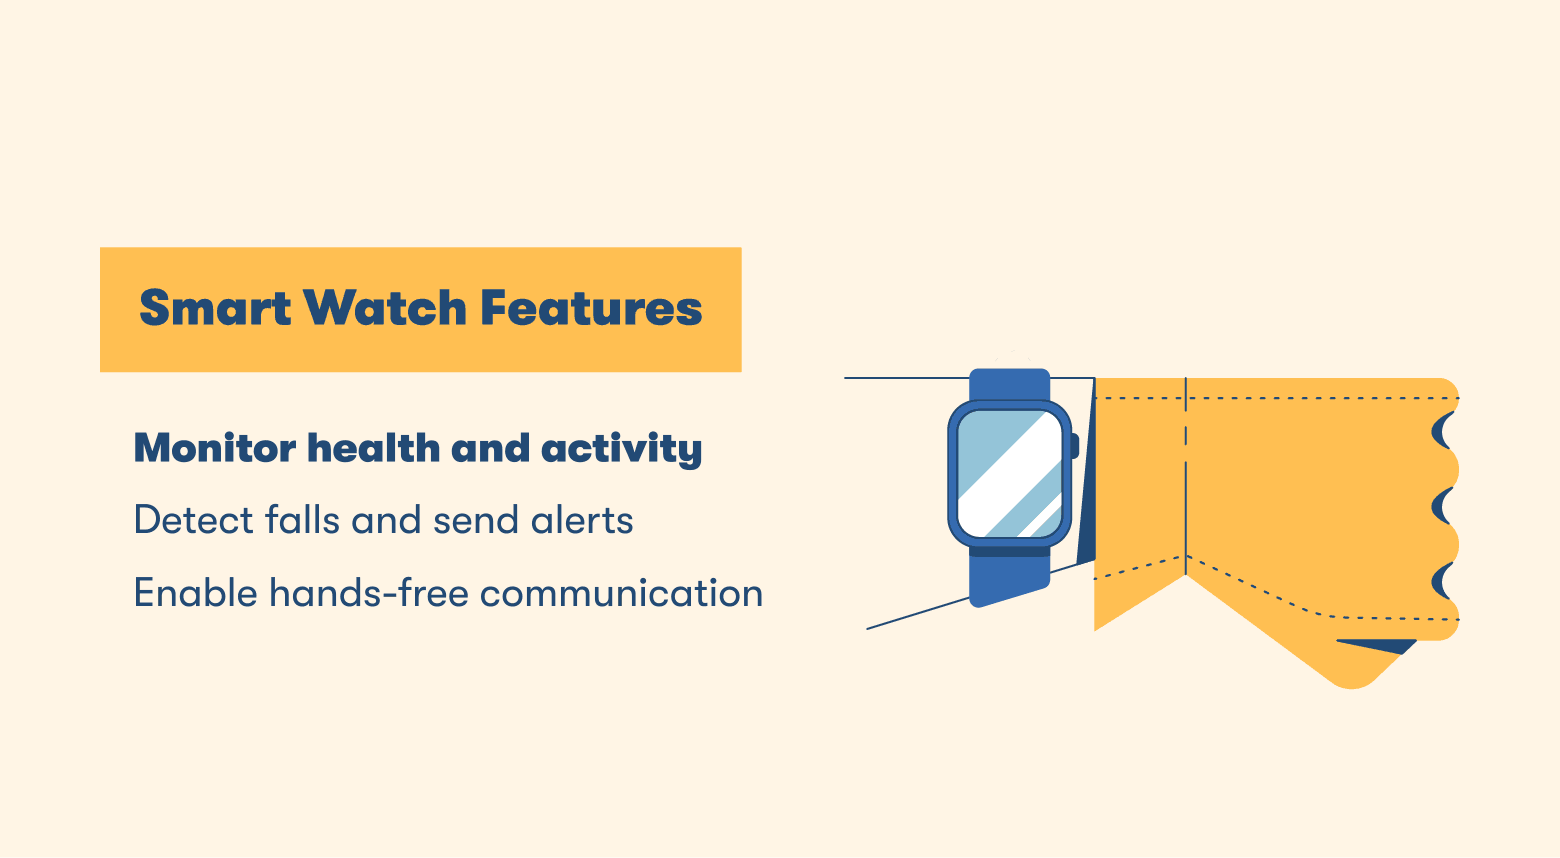 Smart Watch Features
Monitor health and activity
Detect falls and send alerts
Enable hands-free communication